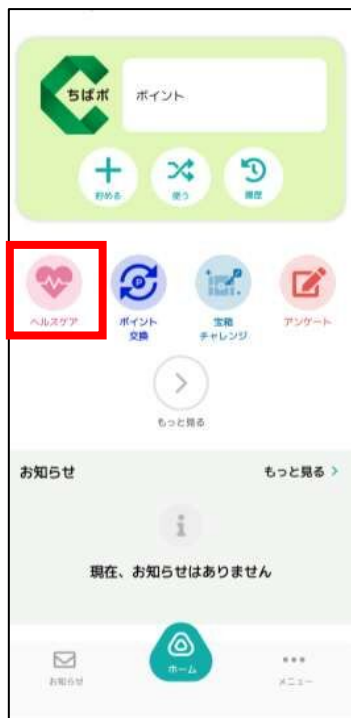 ちばポ
ポイント
貯める
使う
履歴
ヘルスケア
ポイント
交換
宝箱
チャレンジ
アンケート
もっと見る
お知らせ
もっと見る >
現在、お知らせはありません
お知らせ
ホーム
メニュー